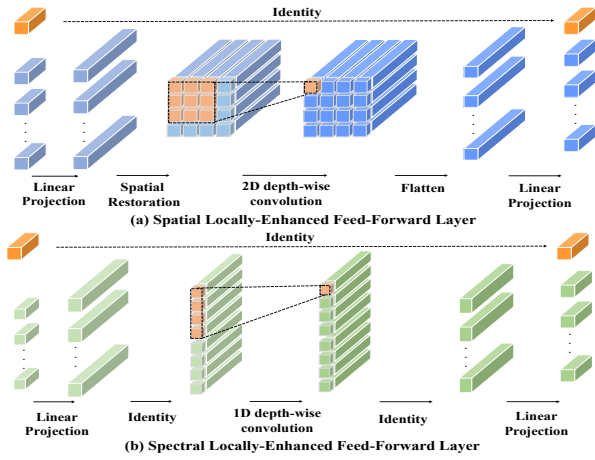 Identity
Linear
Projection
Spatial
Restoration
2D depth-wise
convolution
Flatten
Linear
Projection
(a) Spatial Locally-Enhanced Feed-Forward Layer
Identity
Linear
Projection
Identity
1D depth-wise
convolution
Identity
Linear
Projection
(b) Spectral Locally-Enhanced Feed-Forward Layer